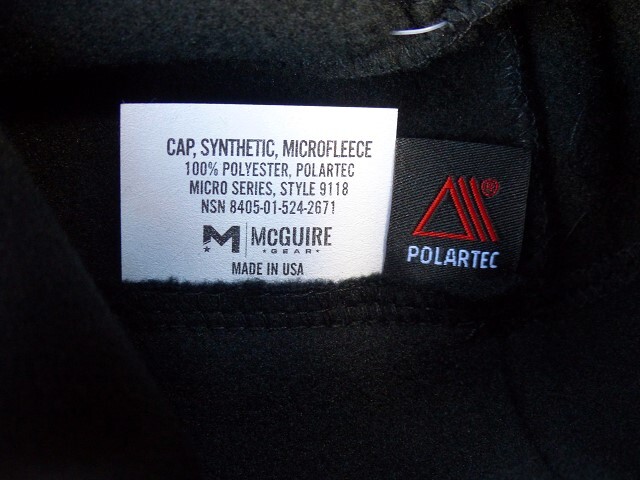 CAP, SYNTHETIC, MICROFLEECE
100% POLYESTER, POLARTEC
MICRO SERIES, STYLE 9118
NSN 8405-01-524-2671
M MCGUIRE
GEAR
MADE IN USA
®
POLARTEC